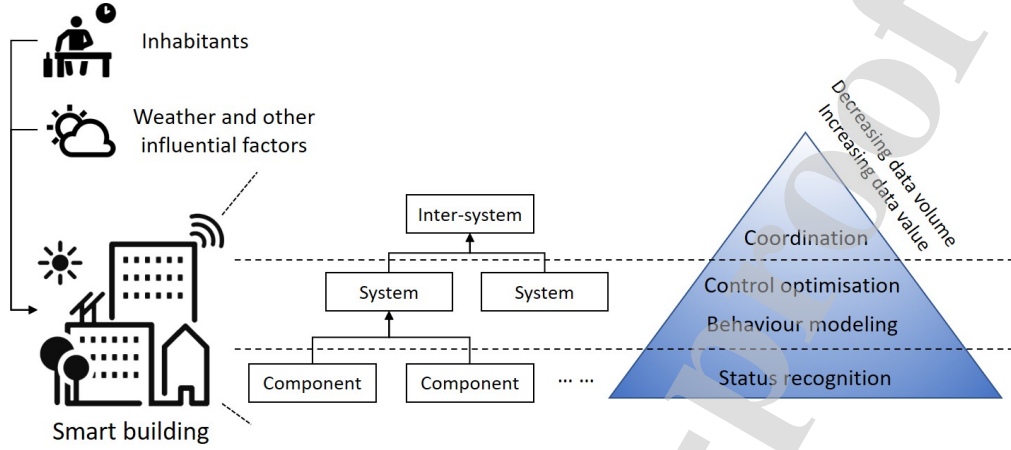 Inhabitants
Weather and other
influential factors
Smart building
Inter-system
System
System
Component
Component
... ...
Decreasing data volume
Increasing data value
Coordination
Control optimisation
Behaviour modeling
Status recognition
proof